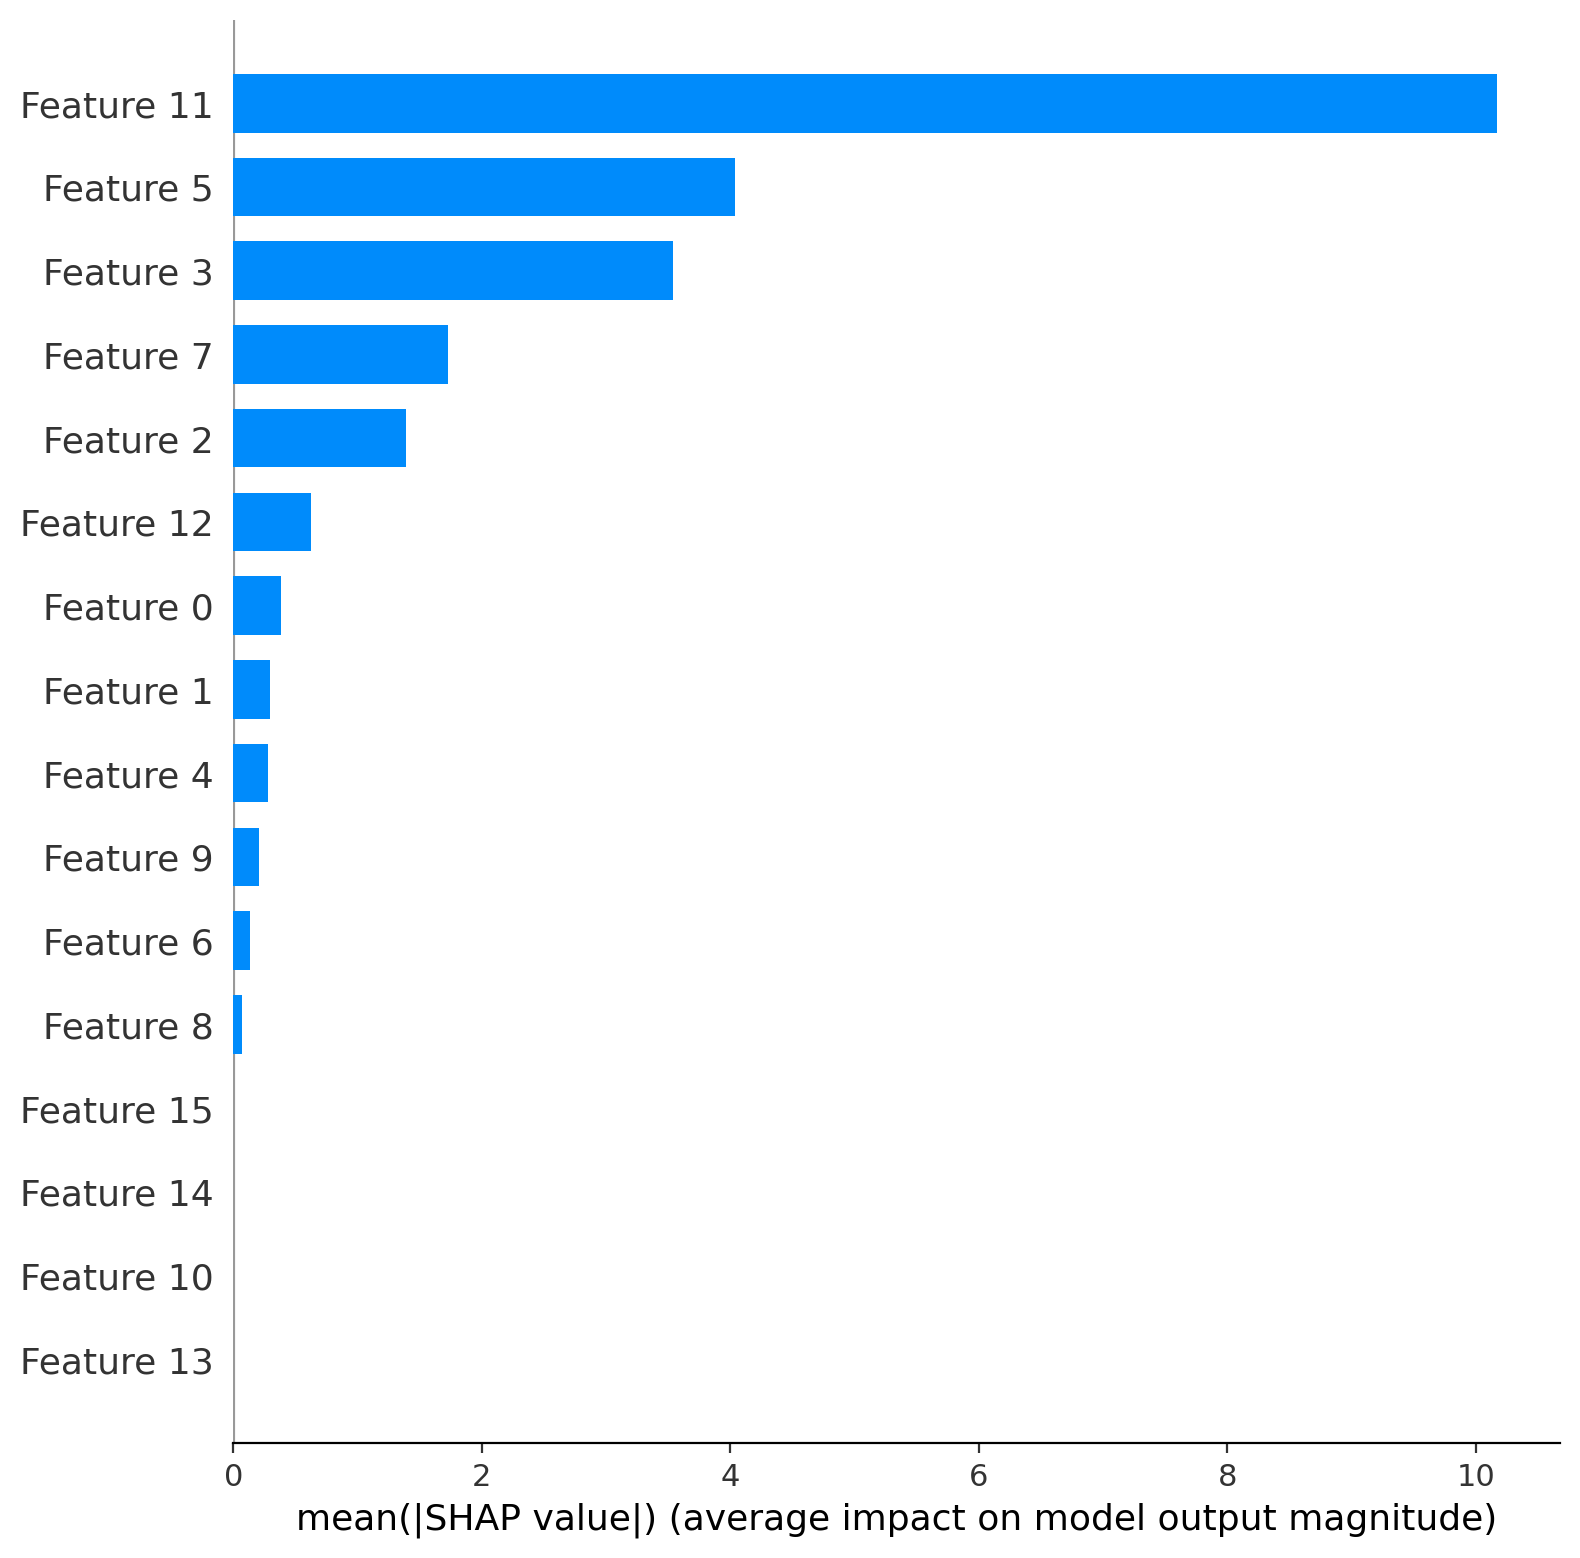 Feature 11
Feature 5
Feature 3
Feature 7
Feature 2
Feature 12
Feature 0
Feature 1
Feature 4
Feature 9
Feature 6
Feature 8
Feature 15
Feature 14
Feature 10
Feature 13
0 2 4 6 8 10
mean(|SHAP value|) (average impact on model output magnitude)